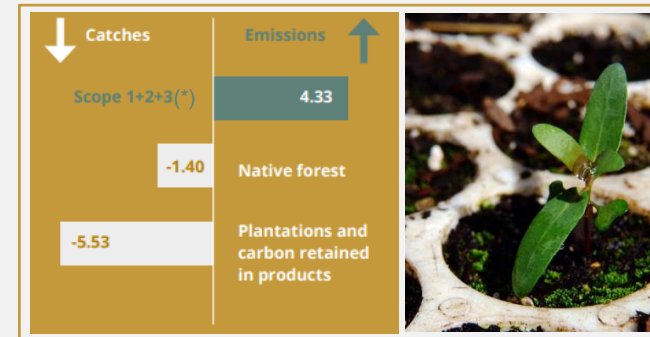 Catches
Emissions
Scope 1+2+3(*)
4.33
-1.40
Native forest
-5.53
Plantations and
carbon retained
in products